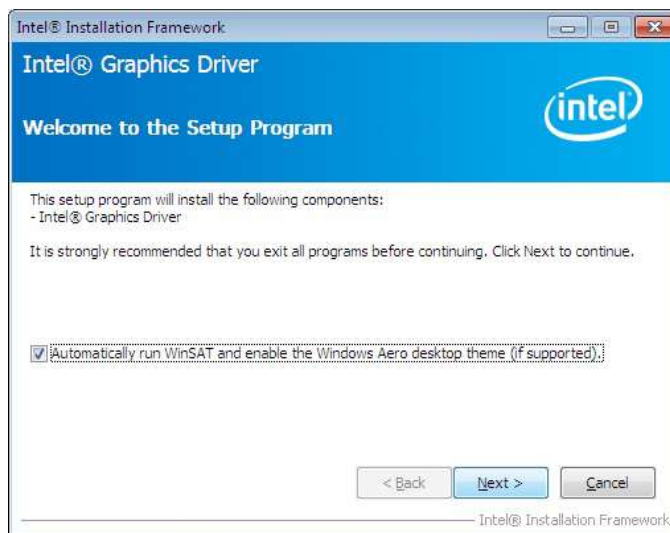 Intel® Installation Framework
Intel® Graphics Driver
Welcome to the Setup Program
intel
This setup program will install the following components:
- Intel® Graphics Driver
It is strongly recommended that you exit all programs before continuing. Click Next to continue.
Automatically run WinSAT and enable the Windows Aero desktop theme (if supported).
< Back
Next >
Cancel
Intel® Installation Framework